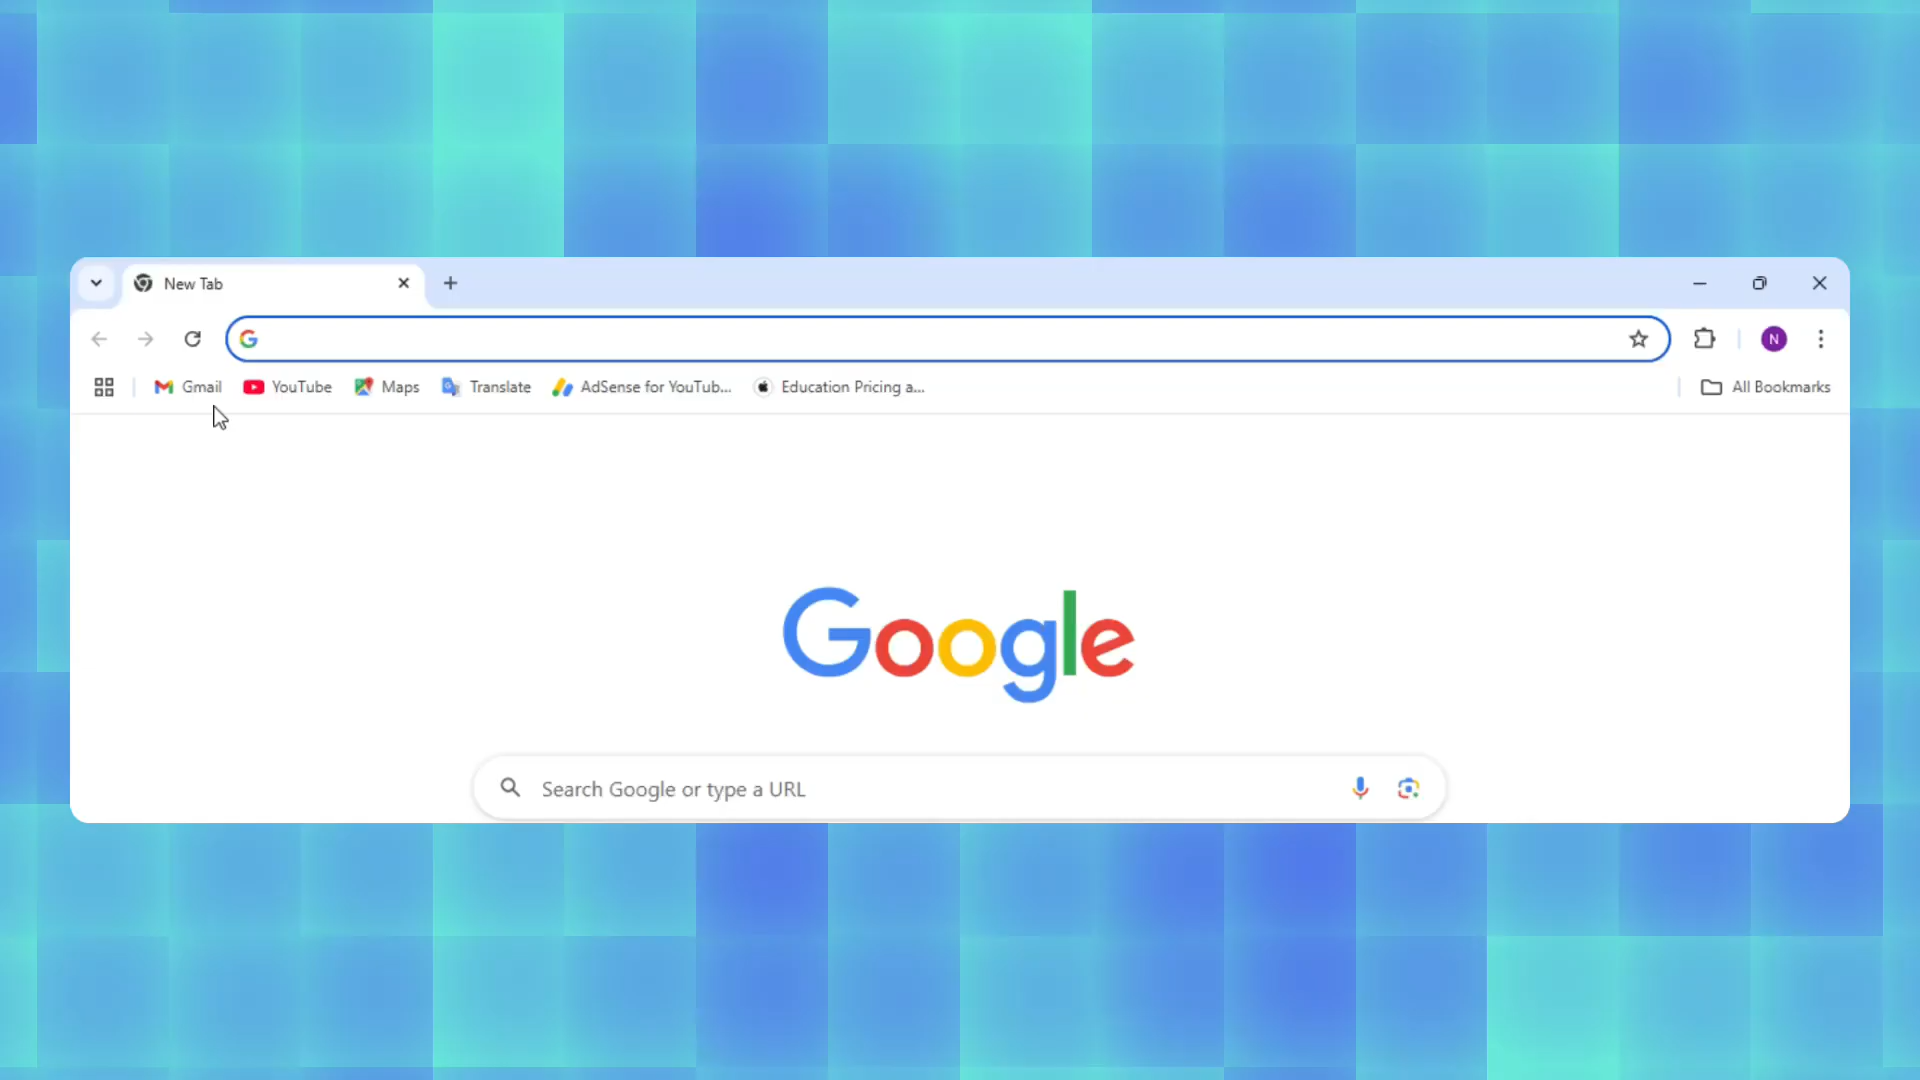 New Tab
Gmail YouTube Maps Translate AdSense for YouTub... Education Pricing a... All Bookmarks
N
Google
Search Google or type a URL